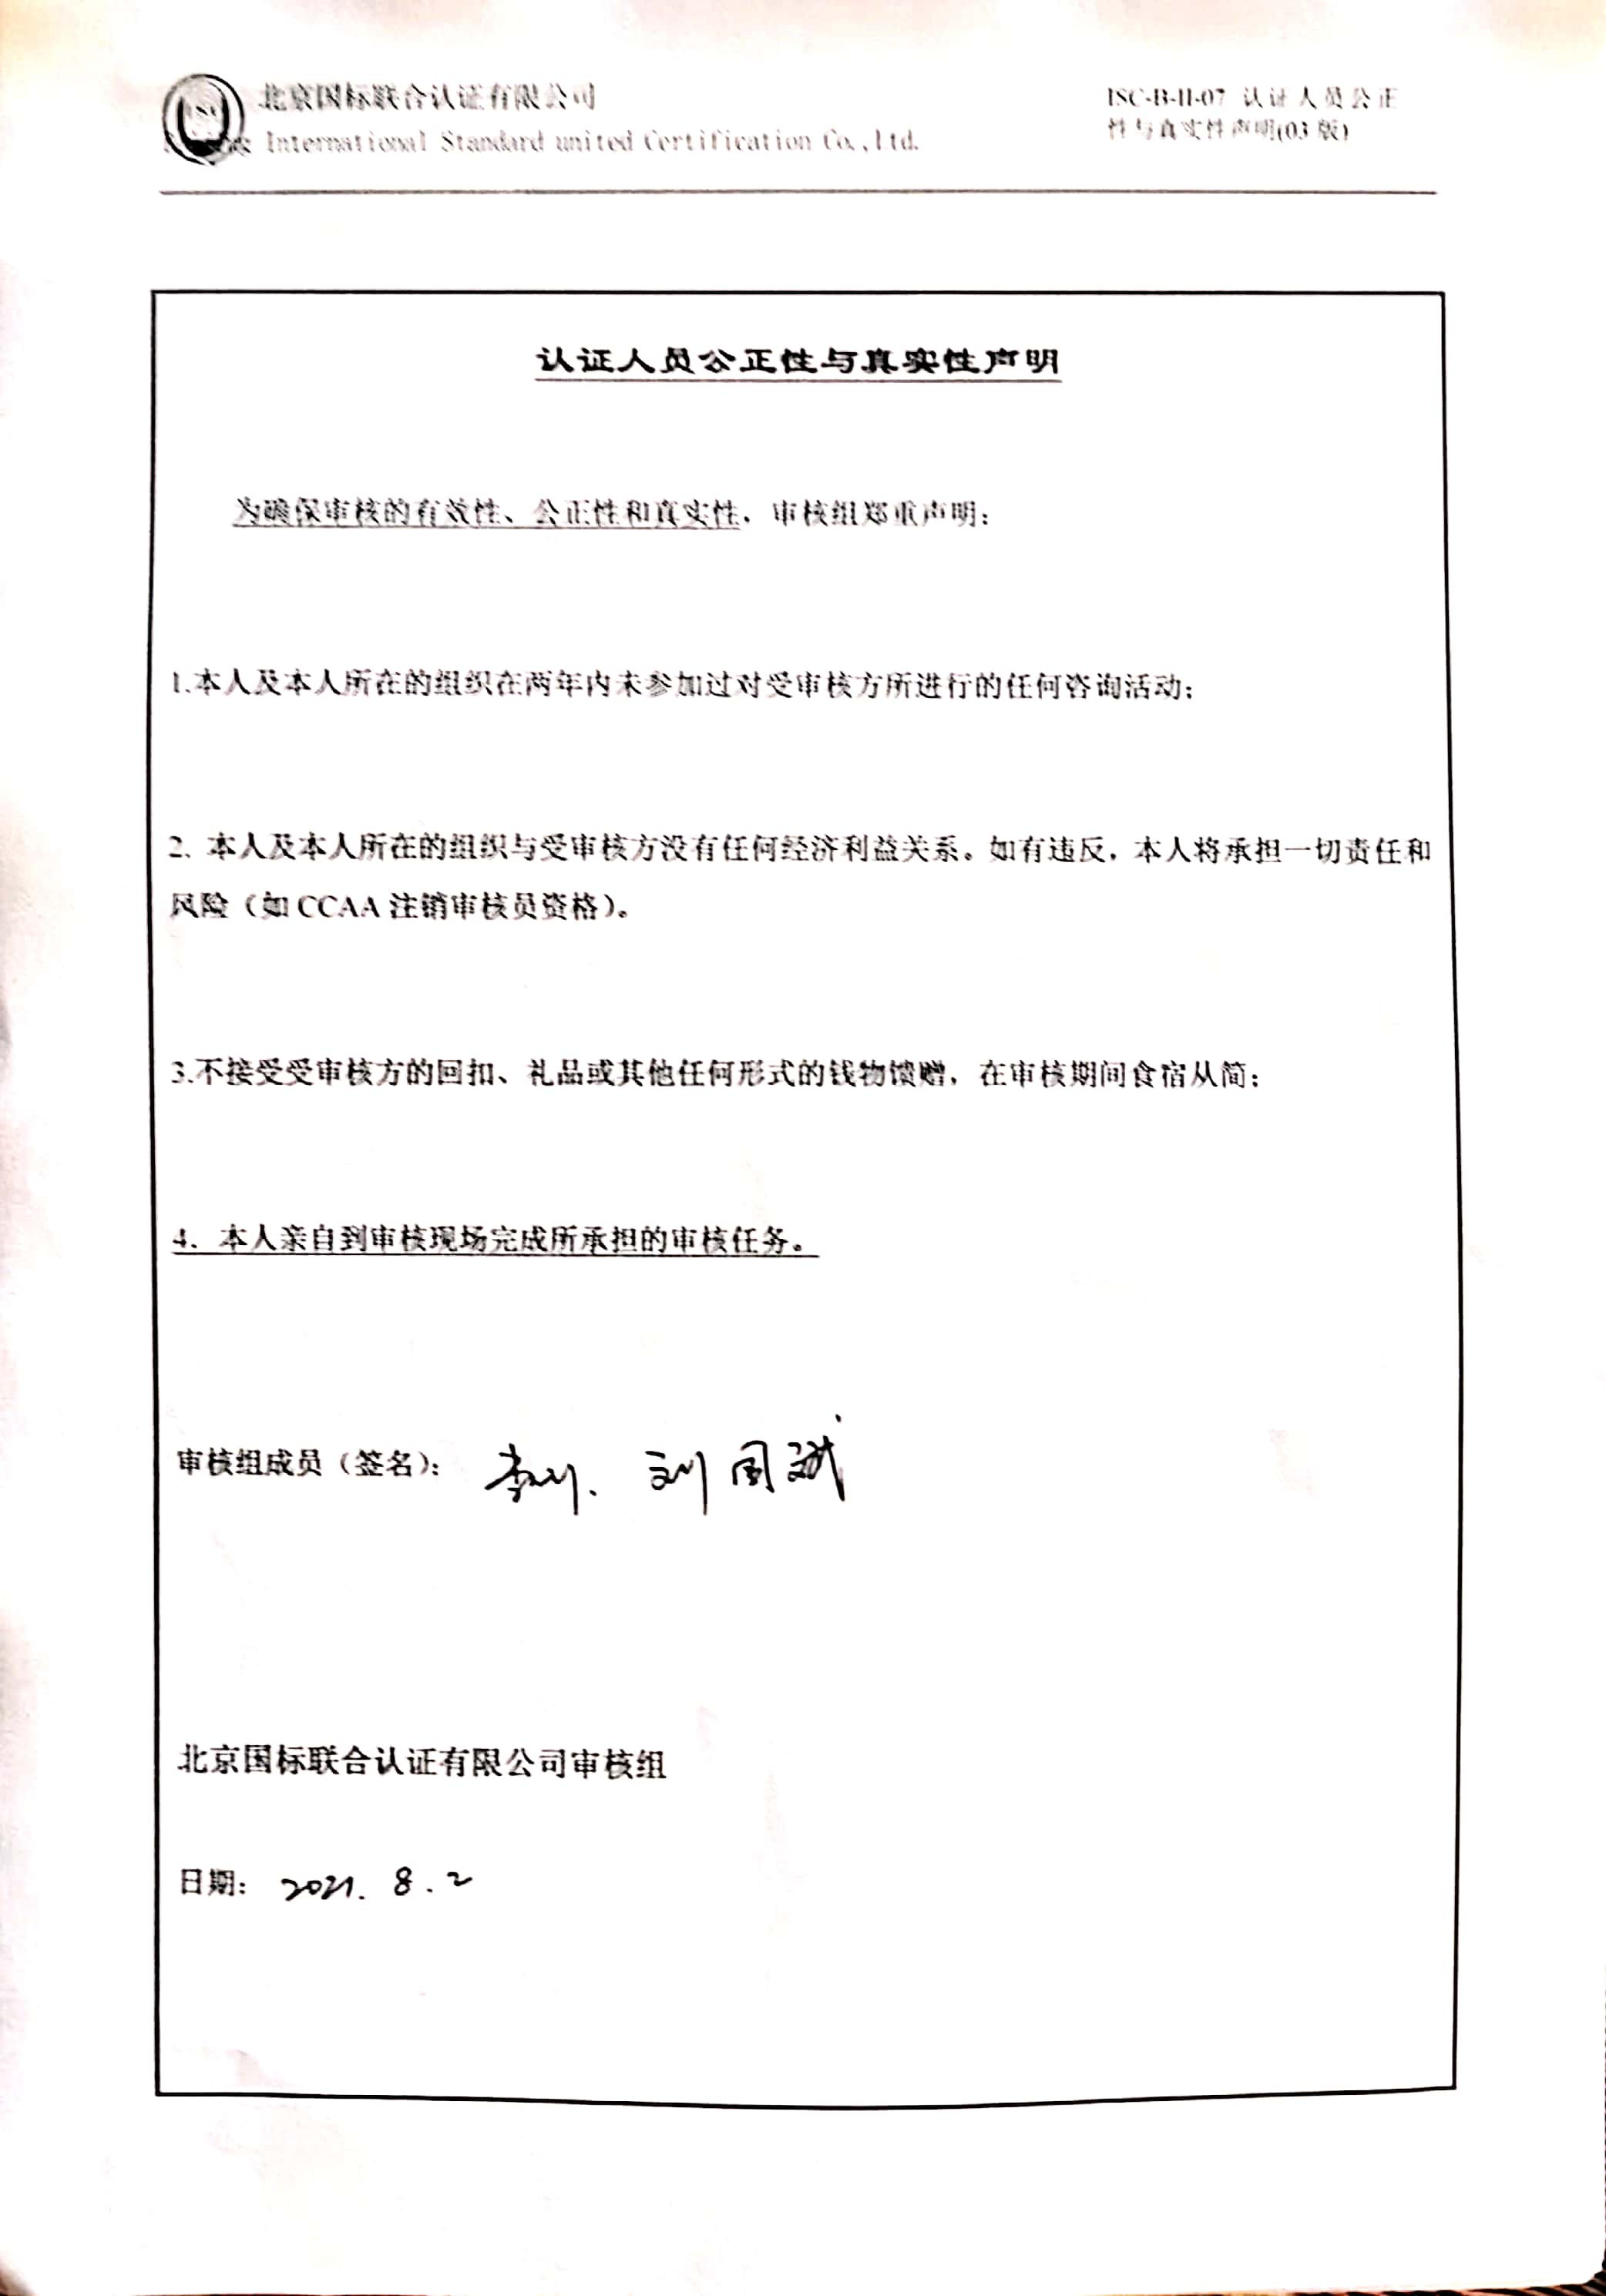 北京国标联合认证有限公司
International Standard united Certification Co.,Ltd.
ISC-B-II-07 认证人员公正
性与真实性声明(03 版)
认证人员公正性与真实性声明
为确保审核的有效性、公正性和真实性，审核组郑重声明：
1.本人及本人所在的组织在两年内未参加过对受审核方所进行的任何咨询活动；
2. 本人及本人所在的组织与受审核方没有任何经济利益关系。如有违反，本人将承担一切责任和
风险（如 CCAA 注销审核员资格）。
3.不接受受审核方的回扣、礼品或其他任何形式的钱物馈赠，在审核期间食宿从简；
4. 本人亲自到审核现场完成所承担的审核任务。
审核组成员（签名）： 刘国斌
北京国标联合认证有限公司审核组
日期： 2021. 8. 2